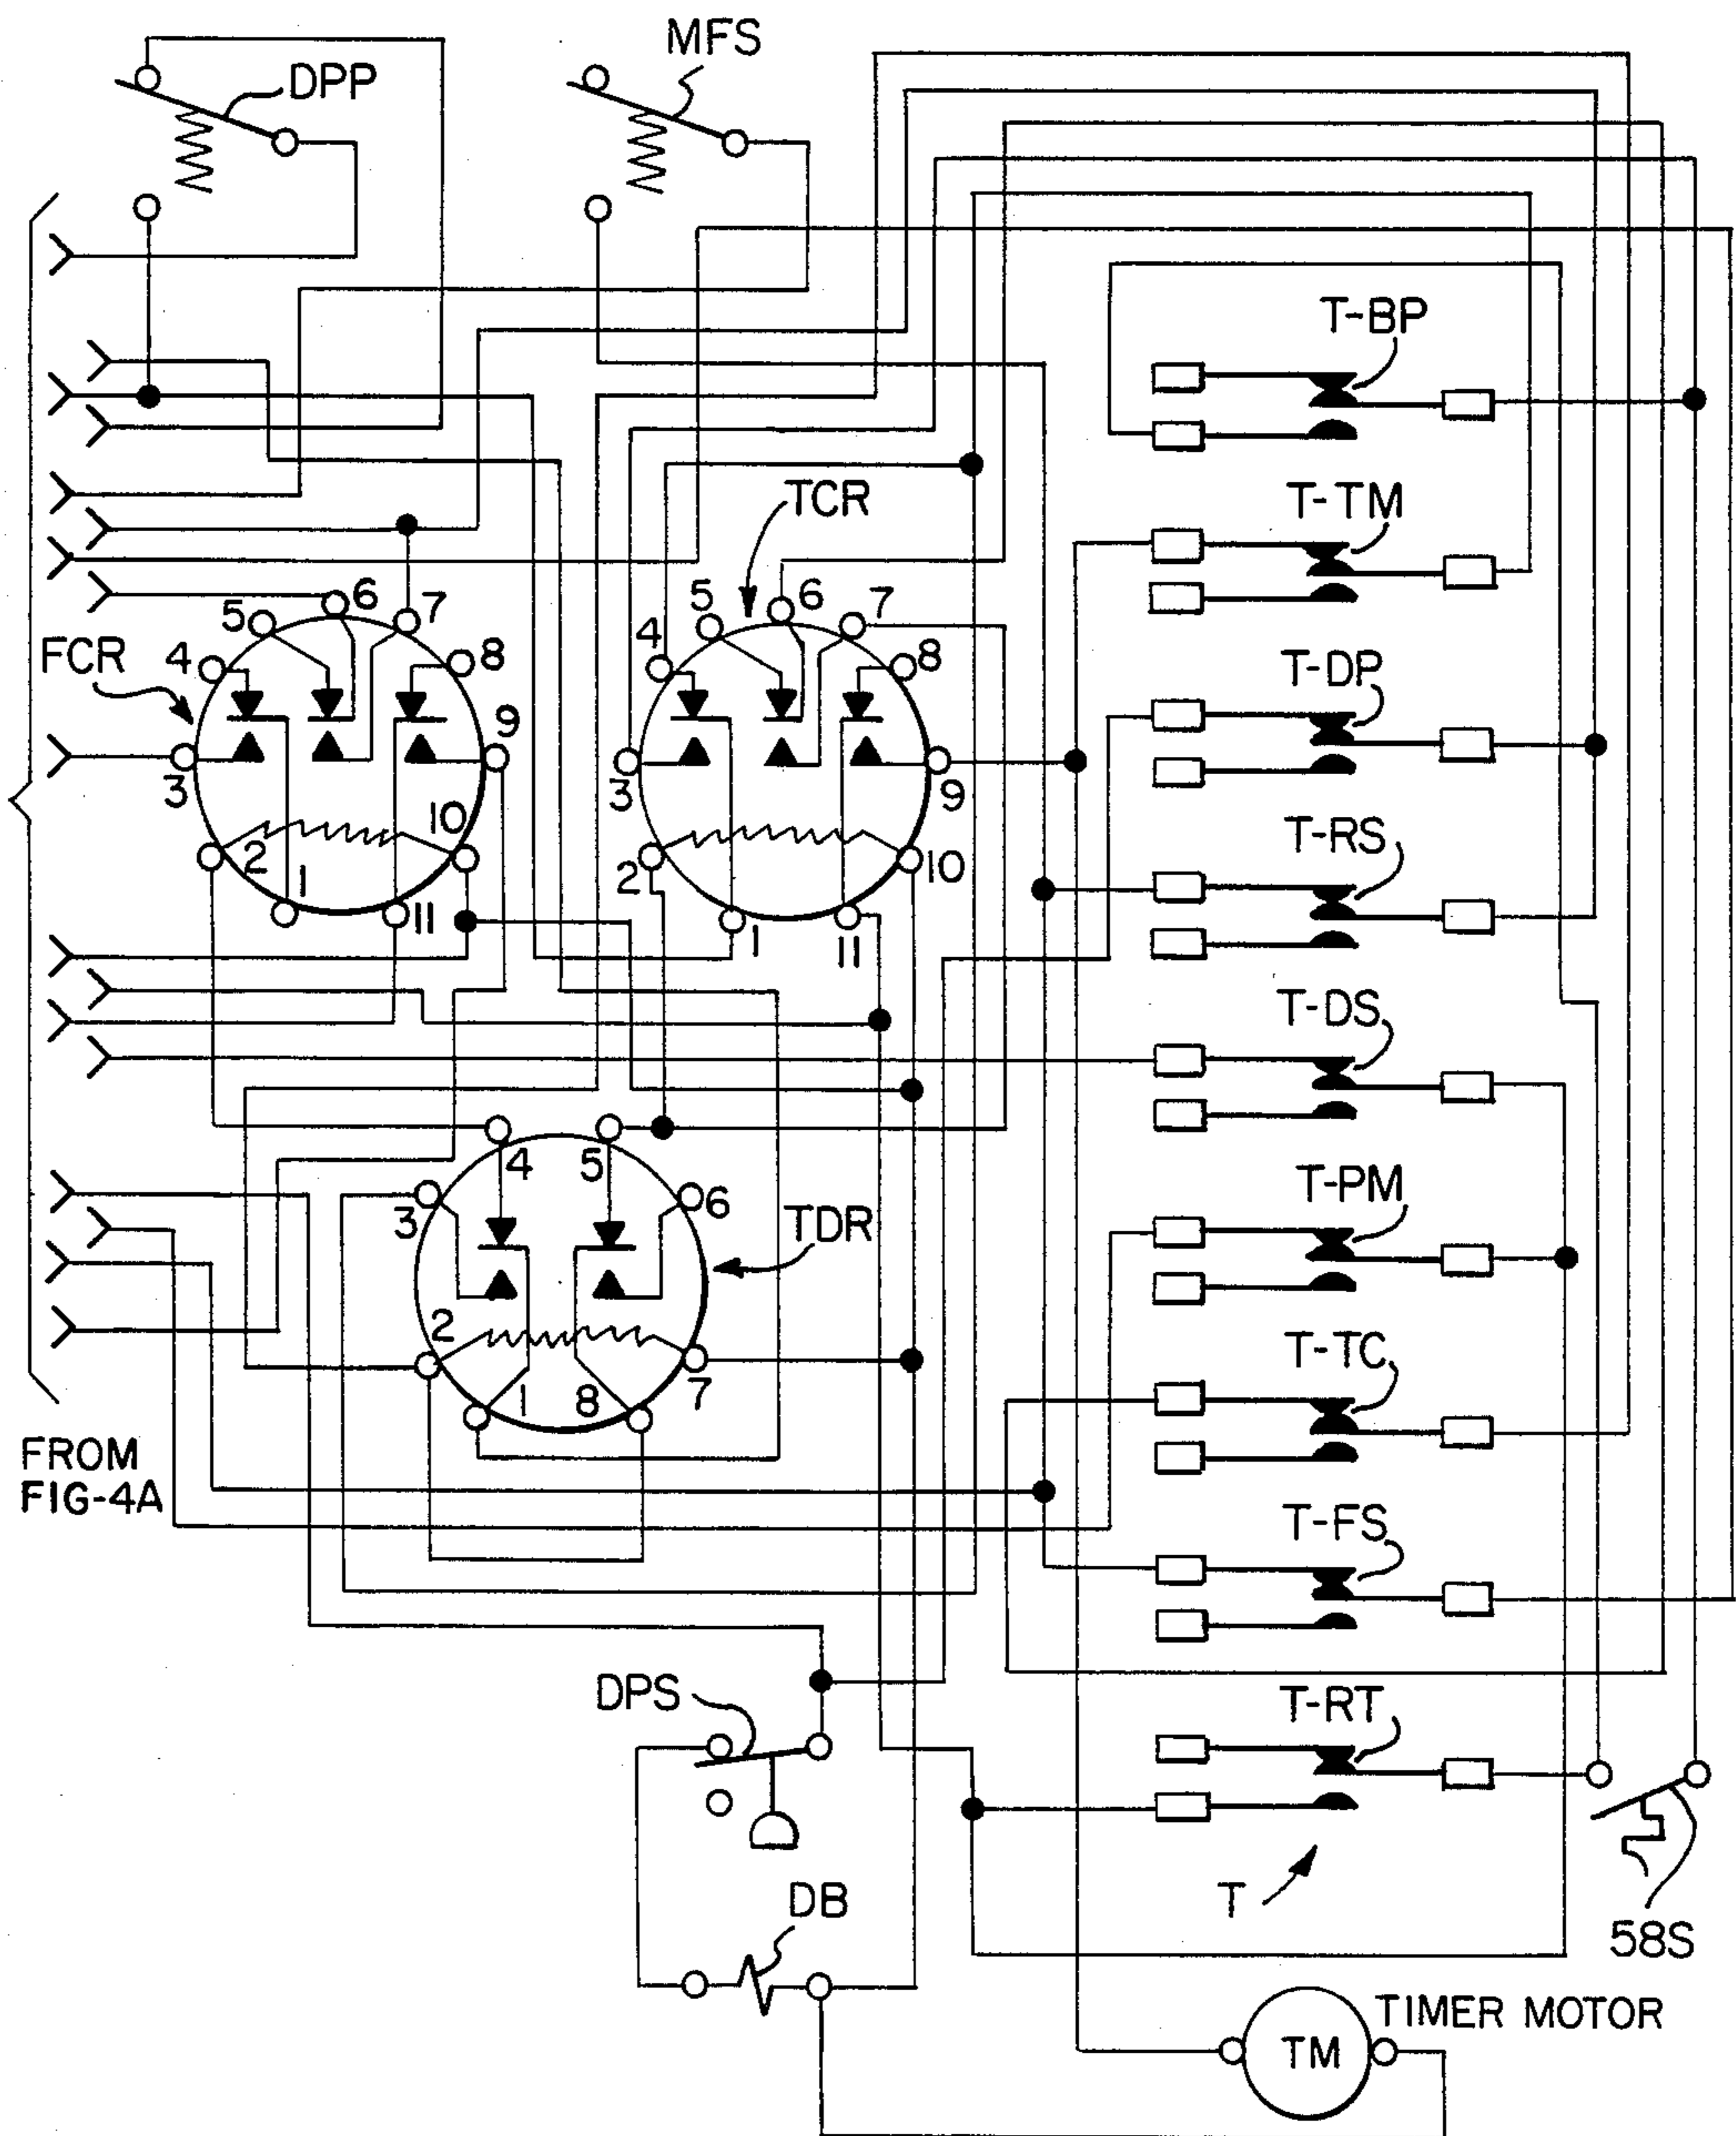 MFS
DPP
T-BP
T-TM
TCR
5 6 7
5 6 7
T-DP
FCR 4 8
4 8
3 9
3 9
T-RS
2 10
2 10
1 11
1 11
T-DS
4 5
3 6
T-PM
TDR
2 7
1 8
T-TC
FROM
FIG-4A
T-FS
DPS
T-RT
T
DB
58S
TIMER MOTOR
TM